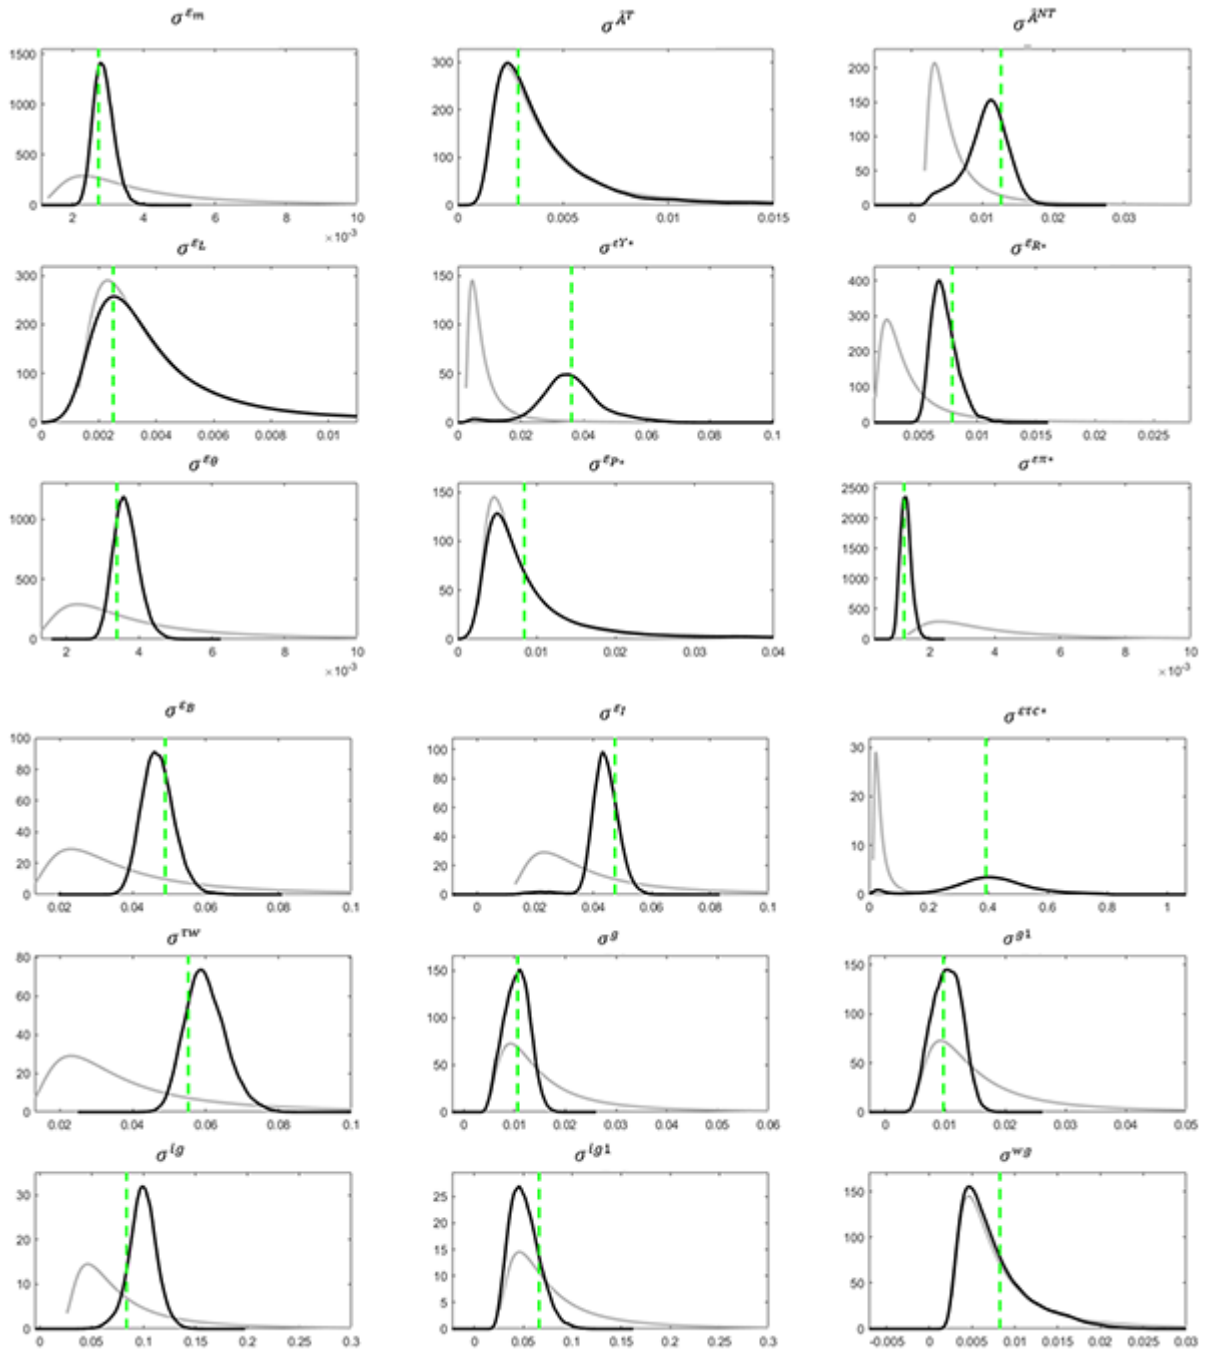 σ^{ε_m} σ^{Â^T} σ^{Â^{NT}}
1500 1000 500 0
2 4 6 8 10
×10^{-3}
300 200 100 0
0 0.005 0.01 0.015
200 150 100 50 0
0 0.01 0.02 0.03
σ^{ε_L} σ^{εY*} σ^{ε_{R*}}
300 200 100 0
0 0.002 0.004 0.006 0.008 0.01
150 100 50 0
0 0.02 0.04 0.06 0.08 0.1
400 300 200 100 0
0.005 0.01 0.015 0.02 0.025
σ^{ε_θ} σ^{ε_{P*}} σ^{επ*}
1000 500 0
2 4 6 8 10
×10^{-3}
150 100 50 0
0 0.01 0.02 0.03 0.04
2500 2000 1500 1000 500 0
2 4 6 8 10
×10^{-3}
σ^{ε_B} σ^{ε_I} σ^{ετc*}
100 80 60 40 20 0
0.02 0.04 0.06 0.08 0.1
100 80 60 40 20 0
0 0.02 0.04 0.06 0.08 0.1
30 20 10 0
0 0.2 0.4 0.6 0.8 1
σ^{τw} σ^{g} σ^{g1}
80 60 40 20 0
0.02 0.04 0.06 0.08 0.1
150 100 50 0
0 0.01 0.02 0.03 0.04 0.05 0.06
150 100 50 0
0 0.01 0.02 0.03 0.04 0.05
σ^{ig} σ^{ig1} σ^{wg}
30 20 10 0
0 0.05 0.1 0.15 0.2 0.25 0.3
25 20 15 10 5 0
0 0.05 0.1 0.15 0.2 0.25 0.3
150 100 50 0
-0.005 0 0.005 0.01 0.015 0.02 0.025 0.03